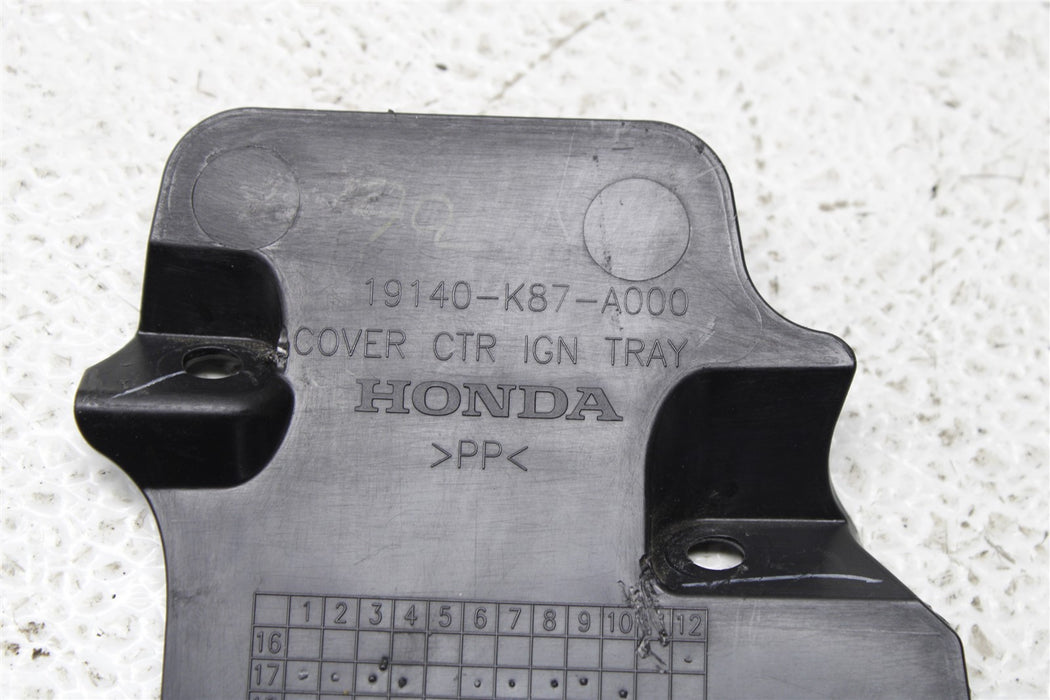 19140-K87-A000
COVER CTR IGN TRAY
HONDA
>PP<
1 2 3 4 5 6 7 8 9 10 12
16
17